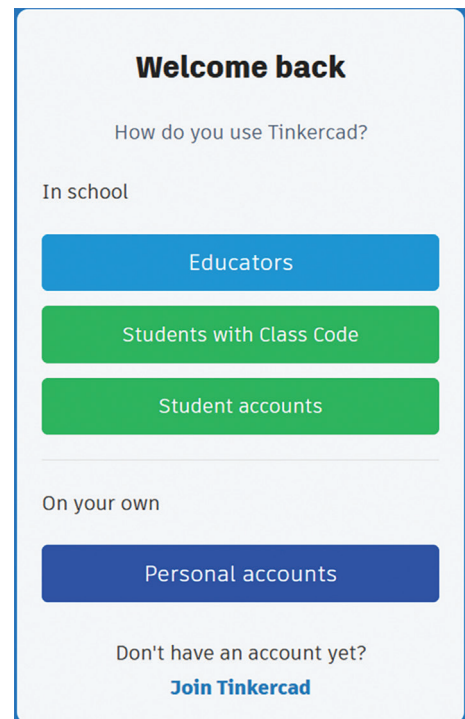 Welcome back
How do you use Tinkercad?
In school
Educators
Students with Class Code
Student accounts
On your own
Personal accounts
Don't have an account yet?
Join Tinkercad